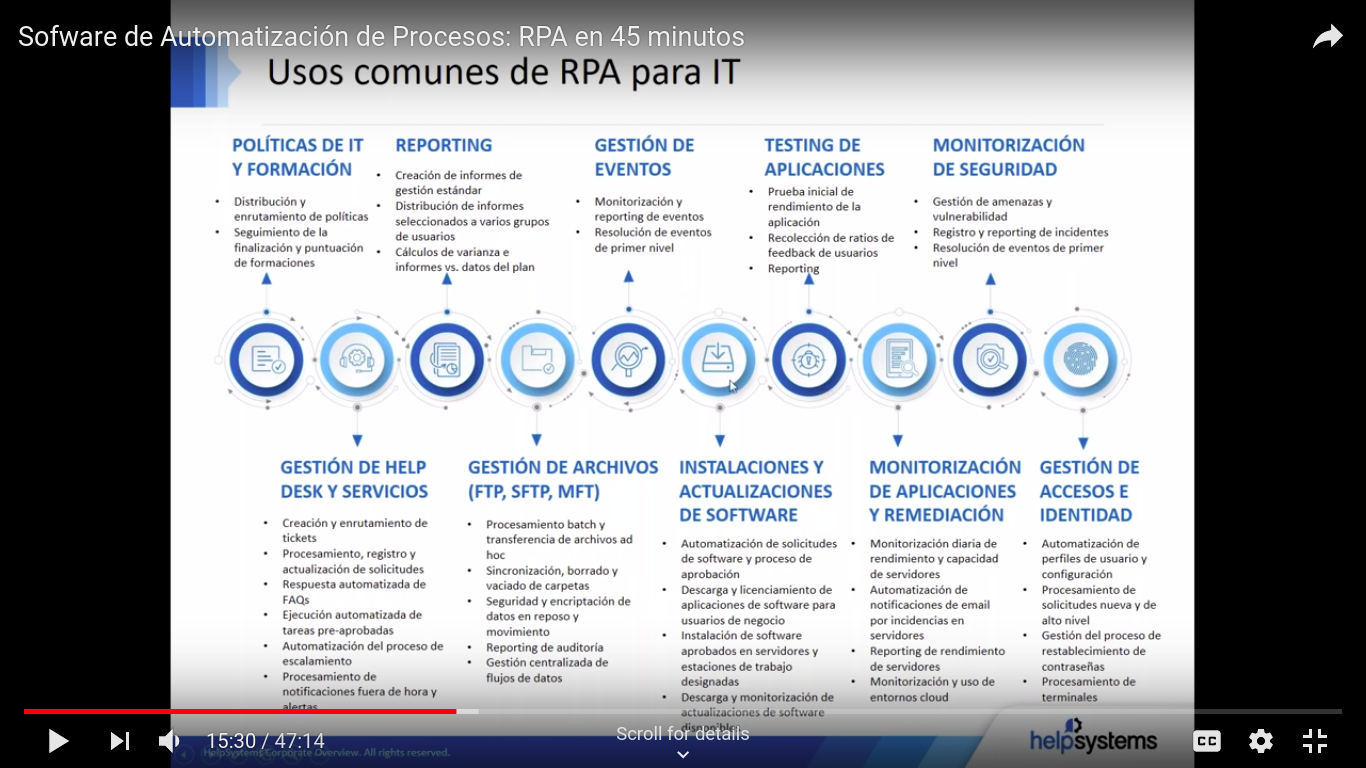 Sofware de Automatización de Procesos: RPA en 45 minutos
Usos comunes de RPA para IT
POLÍTICAS DE IT
Y FORMACIÓN
• Distribución y
enrutamiento de políticas
• Seguimiento de la
finalización y puntuación
de formaciones
REPORTING
• Creación de informes de
gestión estándar
• Distribución de informes
seleccionados a varios grupos
de usuarios
• Cálculos de varianza e
informes vs. datos del plan
GESTIÓN DE
EVENTOS
• Monitorización y
reporting de eventos
• Resolución de eventos
de primer nivel
TESTING DE
APLICACIONES
• Prueba inicial de
rendimiento de la
aplicación
• Recolección de ratios de
feedback de usuarios
• Reporting
MONITORIZACIÓN
DE SEGURIDAD
• Gestión de amenazas y
vulnerabilidad
• Registro y reporting de incidentes
• Resolución de eventos de primer
nivel
GESTIÓN DE HELP
DESK Y SERVICIOS
• Creación y enrutamiento de
tickets
• Procesamiento, registro y
actualización de solicitudes
• Respuesta automatizada de
FAQs
• Ejecución automatizada de
tareas pre-aprobadas
• Automatización del proceso de
escalamiento
• Procesamiento de
notificaciones fuera de hora y
alertas
GESTIÓN DE ARCHIVOS
(FTP, SFTP, MFT)
• Procesamiento batch y
transferencia de archivos ad
hoc
• Sincronización, borrado y
vaciado de carpetas
• Seguridad y encriptación de
datos en reposo y
movimiento
• Reporting de auditoría
• Gestión centralizada de
flujos de datos
INSTALACIONES Y
ACTUALIZACIONES
DE SOFTWARE
• Automatización de solicitudes
de software y proceso de
aprobación
• Descarga y licenciamiento de
aplicaciones de software para
usuarios de negocio
• Instalación de software
aprobados en servidores y
estaciones de trabajo
designadas
• Descarga y monitorización de
actualizaciones de software
MONITORIZACIÓN
DE APLICACIONES
Y REMEDIACIÓN
• Monitorización diaria de
rendimiento y capacidad
de servidores
• Automatización de
notificaciones de email
por incidencias en
servidores
• Reporting de rendimiento
de servidores
• Monitorización y uso de
entornos cloud
GESTIÓN DE
ACCESOS E
IDENTIDAD
• Automatización de
perfiles de usuario y
configuración
• Procesamiento de
solicitudes nueva y de
alto nivel
• Gestión del proceso de
restablecimiento de
contraseñas
• Procesamiento de
terminales
15:30 / 47:14
Scroll for details
helpsystems
CC
HelpSystems Corporate Overview. All rights reserved.